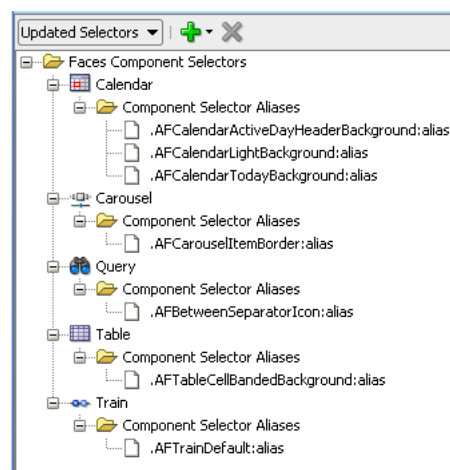 Updated Selectors
Faces Component Selectors
Calendar
Component Selector Aliases
.AFCalendarActiveDayHeaderBackground:alias
.AFCalendarLightBackground:alias
.AFCalendarTodayBackground:alias
Carousel
Component Selector Aliases
.AFCarouselItemBorder:alias
Query
Component Selector Aliases
.AFBetweenSeparatorIcon:alias
Table
Component Selector Aliases
.AFTableCellBandedBackground:alias
Train
Component Selector Aliases
.AFTrainDefault:alias